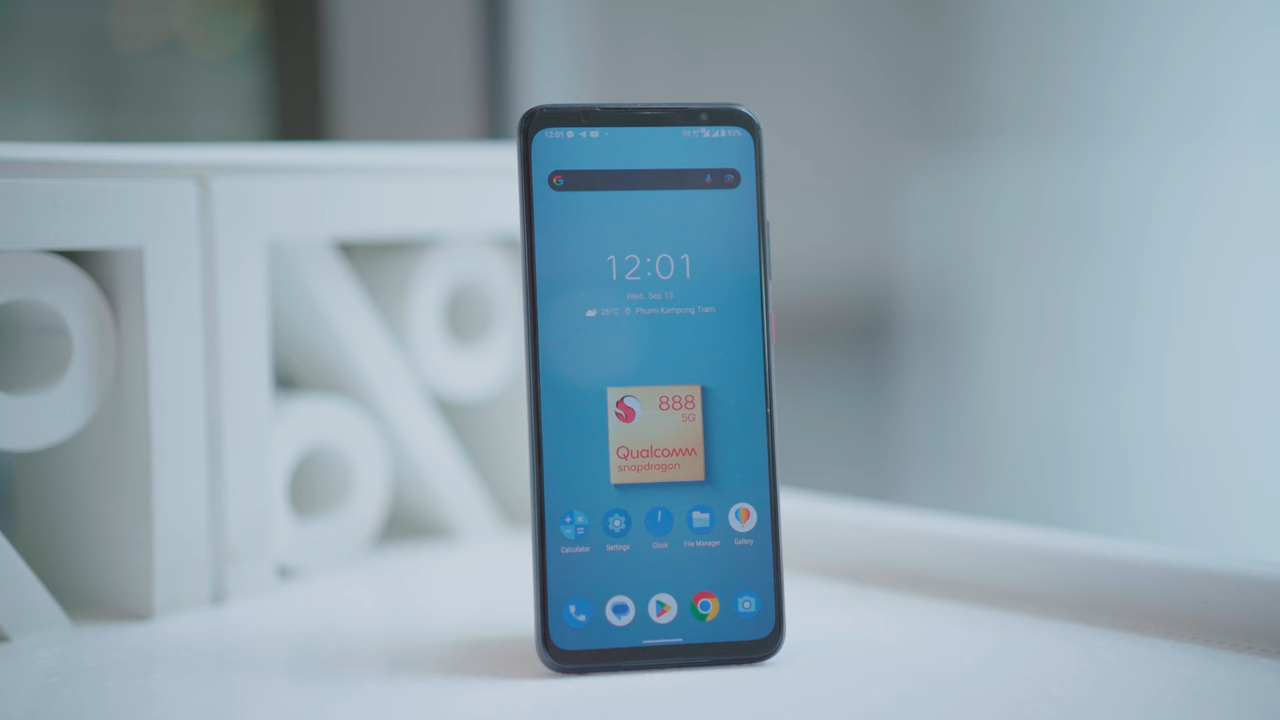 12:01
92%
12:01
Wed, Sep 13
26°C Phumi Kampong Tram
888
5G
Qualcomm
snapdragon
Calculator Settings Clock File Manager Gallery